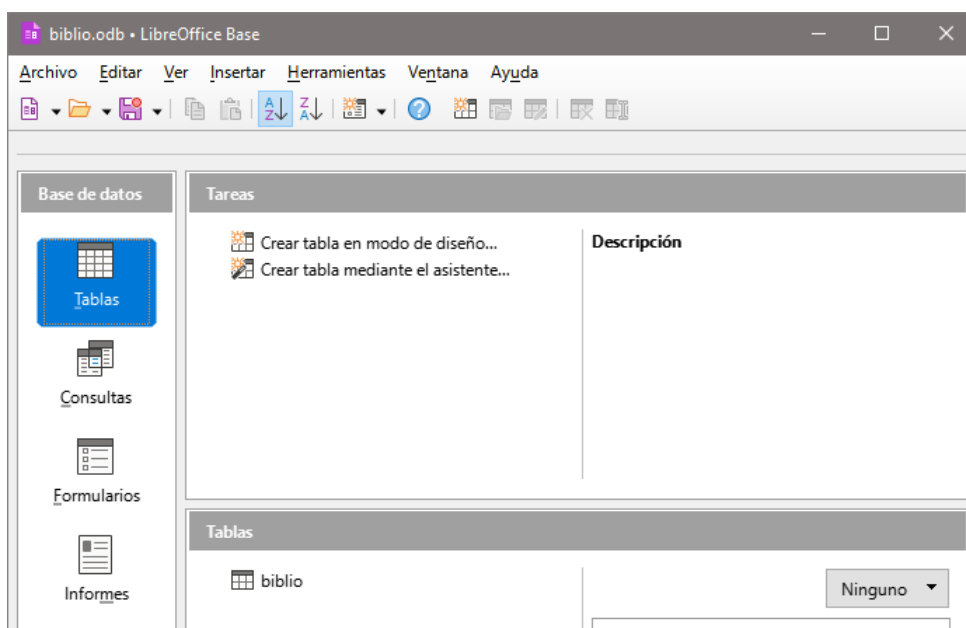 biblio.odb • LibreOffice Base
Archivo Editar Ver Insertar Herramientas Ventana Ayuda
Base de datos
Tablas
Consultas
Formularios
Informes
Tareas
Crear tabla en modo de diseño...
Crear tabla mediante el asistente...
Descripción
Tablas
biblio
Ninguno